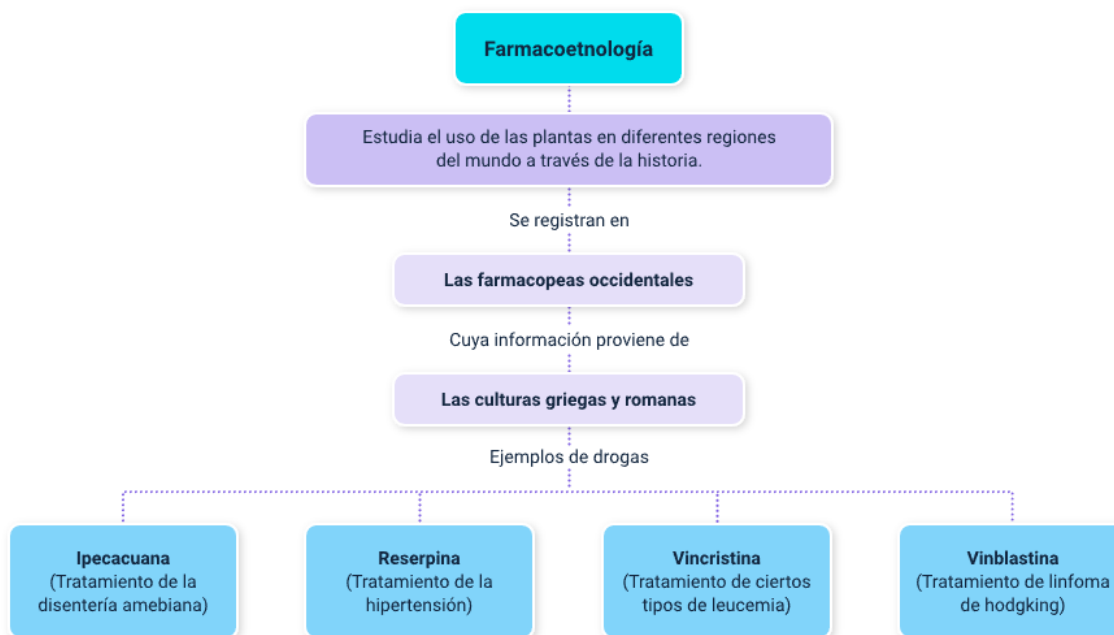 Farmacoetnología
Estudia el uso de las plantas en diferentes regiones
del mundo a través de la historia.
Se registran en
Las farmacopeas occidentales
Cuya información proviene de
Las culturas griegas y romanas
Ejemplos de drogas
Ipecacuana
(Tratamiento de la
disentería amebiana)
Reserpina
(Tratamiento de la
hipertensión)
Vincristina
(Tratamiento de ciertos
tipos de leucemia)
Vinblastina
(Tratamiento de linfoma
de hodgking)